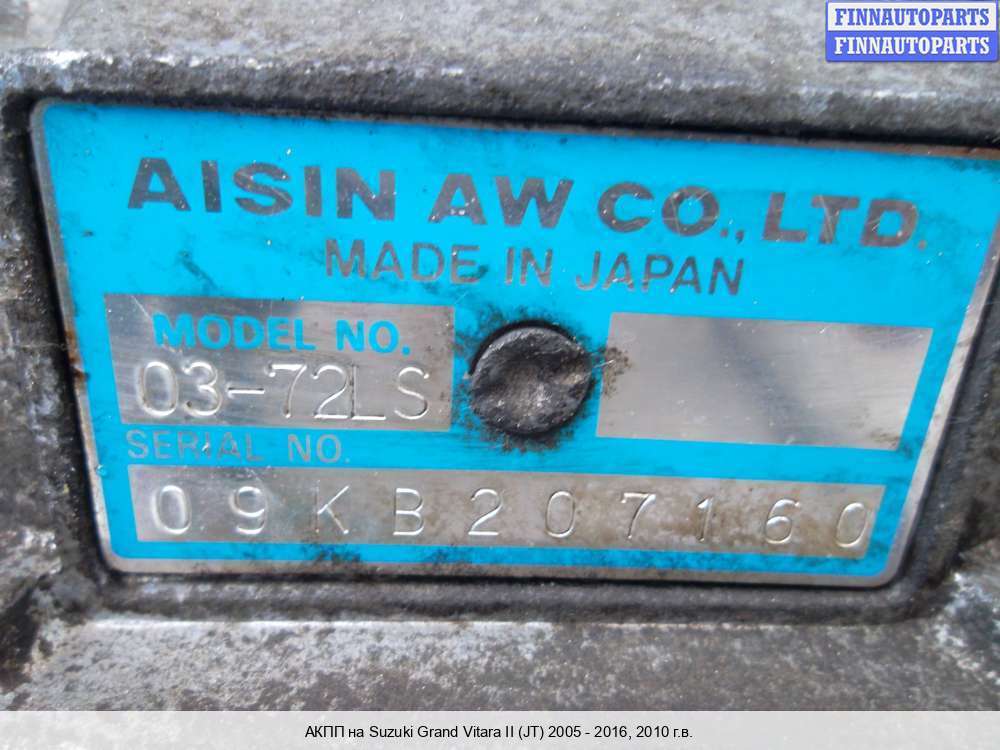 FINNAUTOPARTS
FINNAUTOPARTS
AISIN AW CO., LTD.
MADE IN JAPAN
MODEL NO.
03-72LS
SERIAL NO.
09KB207160
АКПП на Suzuki Grand Vitara II (JT) 2005 - 2016, 2010 г.в.